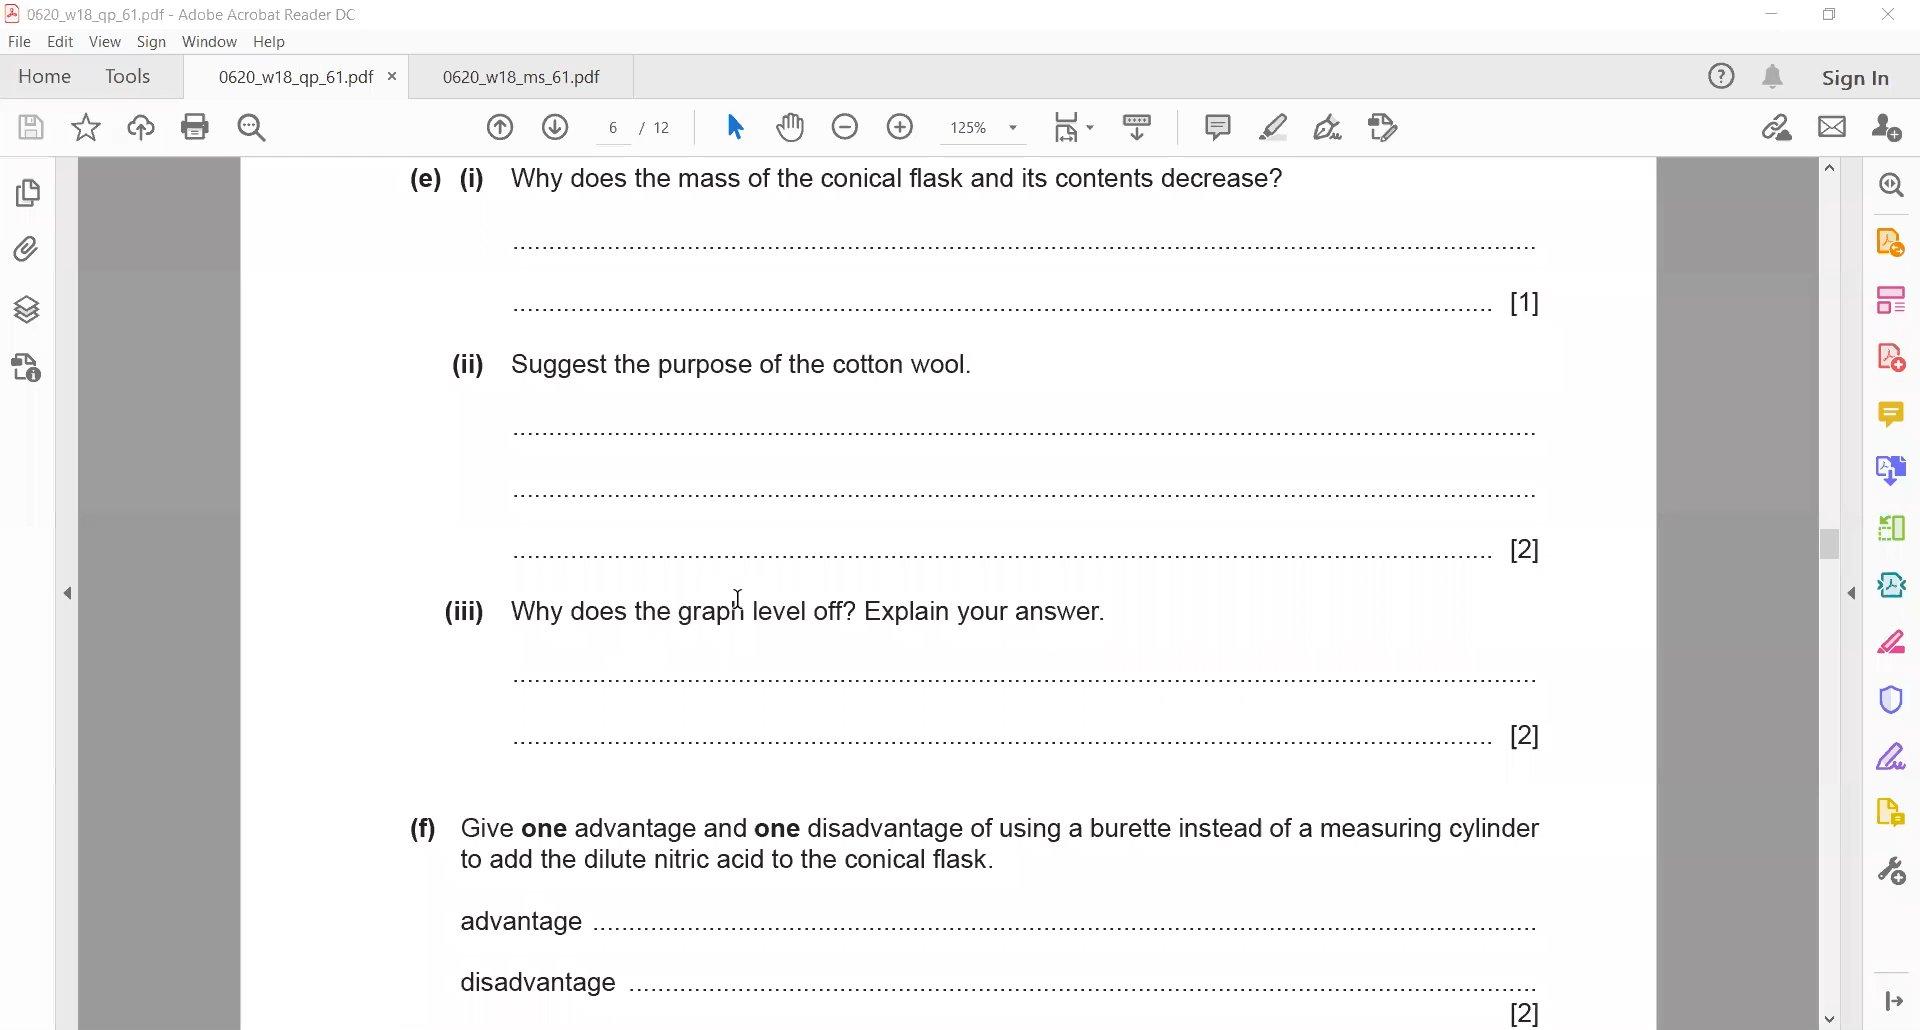 0620_w18_qp_61.pdf - Adobe Acrobat Reader DC
File Edit View Sign Window Help
Home Tools 0620_w18_qp_61.pdf × 0620_w18_ms_61.pdf Sign In
6 / 12 125%
(e) (i) Why does the mass of the conical flask and its contents decrease?
[1]
(ii) Suggest the purpose of the cotton wool.
[2]
(iii) Why does the graph level off? Explain your answer.
[2]
(f) Give one advantage and one disadvantage of using a burette instead of a measuring cylinder
to add the dilute nitric acid to the conical flask.
advantage
disadvantage
[2]